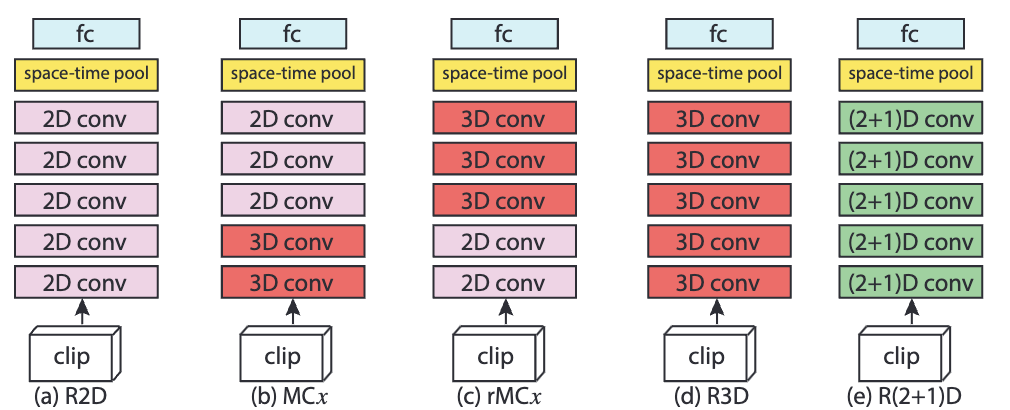 fc
space-time pool
2D conv
2D conv
2D conv
2D conv
2D conv
clip
(a) R2D
fc
space-time pool
2D conv
2D conv
2D conv
3D conv
3D conv
clip
(b) MCx
fc
space-time pool
3D conv
3D conv
3D conv
2D conv
2D conv
clip
(c) rMCx
fc
space-time pool
3D conv
3D conv
3D conv
3D conv
3D conv
clip
(d) R3D
fc
space-time pool
(2+1)D conv
(2+1)D conv
(2+1)D conv
(2+1)D conv
(2+1)D conv
clip
(e) R(2+1)D